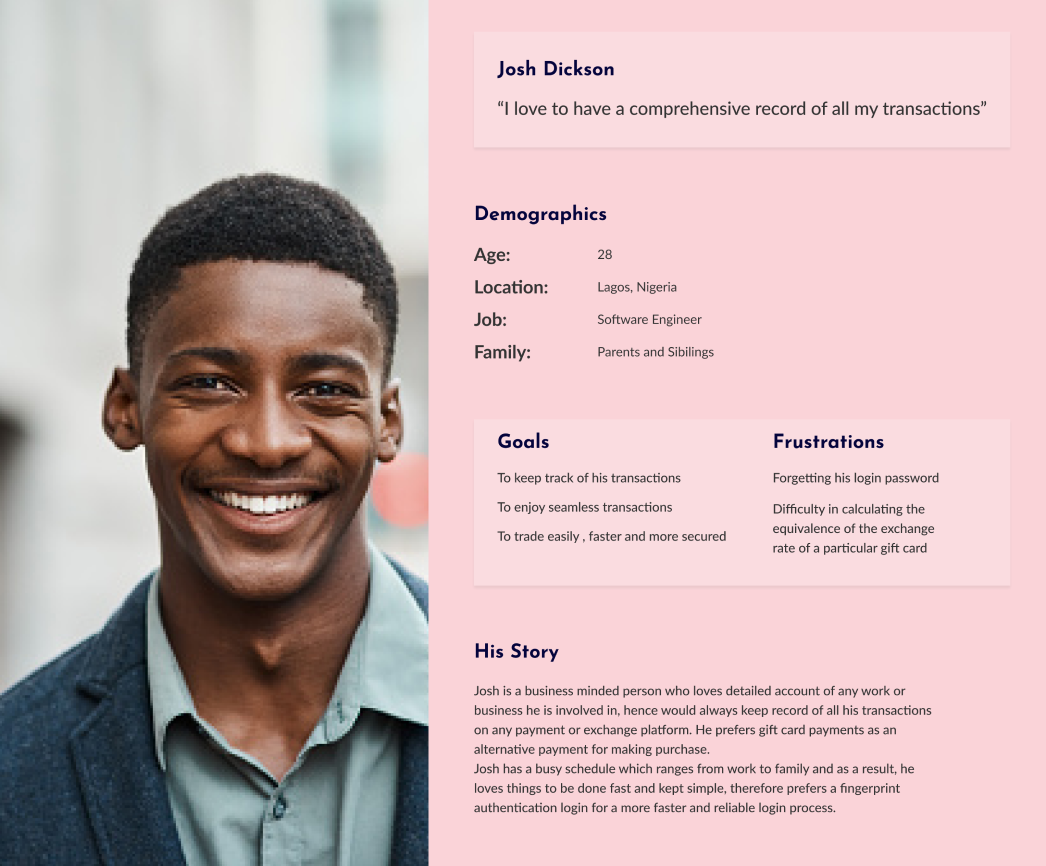 Josh Dickson
“I love to have a comprehensive record of all my transactions”
Demographics
Age: 28
Location: Lagos, Nigeria
Job: Software Engineer
Family: Parents and Sibilings
Goals
To keep track of his transactions
To enjoy seamless transactions
To trade easily , faster and more secured
Frustrations
Forgetting his login password
Difficulty in calculating the
equivalence of the exchange
rate of a particular gift card
His Story
Josh is a business minded person who loves detailed account of any work or
business he is involved in, hence would always keep record of all his transactions
on any payment or exchange platform. He prefers gift card payments as an
alternative payment for making purchase.
Josh has a busy schedule which ranges from work to family and as a result, he
loves things to be done fast and kept simple, therefore prefers a fingerprint
authentication login for a more faster and reliable login process.